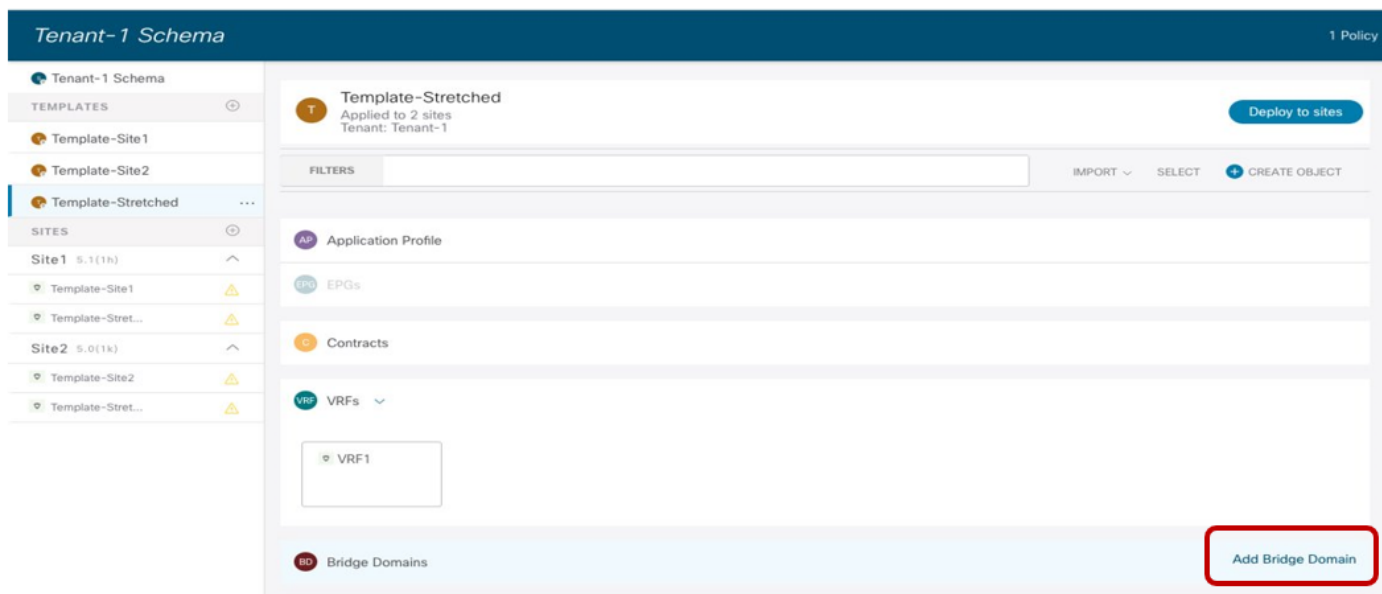 Tenant-1 Schema
1 Policy
Tenant-1 Schema
TEMPLATES
Template-Site1
Template-Site2
Template-Stretched ...
SITES
Site1 5.1(1h)
Template-Site1
Template-Stret...
Site2 5.0(1k)
Template-Site2
Template-Stret...
T
Template-Stretched
Applied to 2 sites
Tenant: Tenant-1
Deploy to sites
FILTERS
IMPORT
SELECT
CREATE OBJECT
AP Application Profile
EPG EPGs
C Contracts
VRF VRFs
VRF1
BD Bridge Domains
Add Bridge Domain